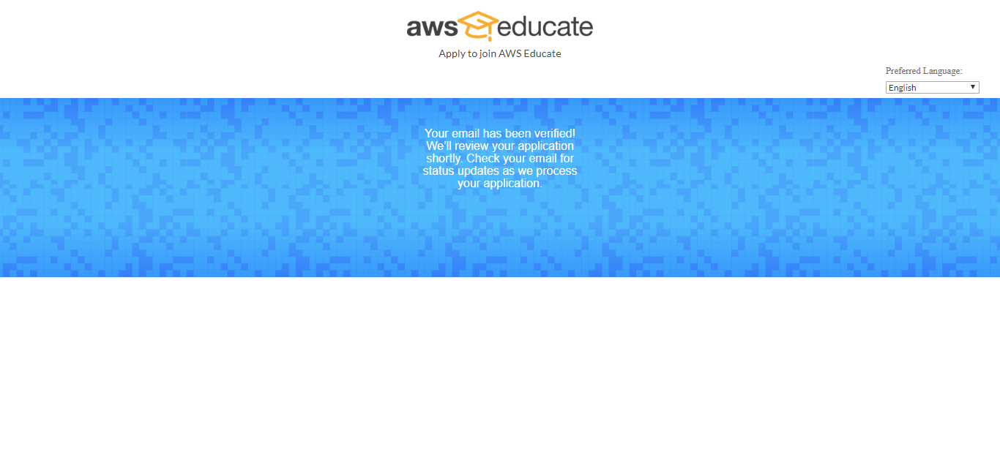 aws educate
Apply to join AWS Educate
Preferred Language:
English
Your email has been verified!
We'll review your application
shortly. Check your email for
status updates as we process
your application.